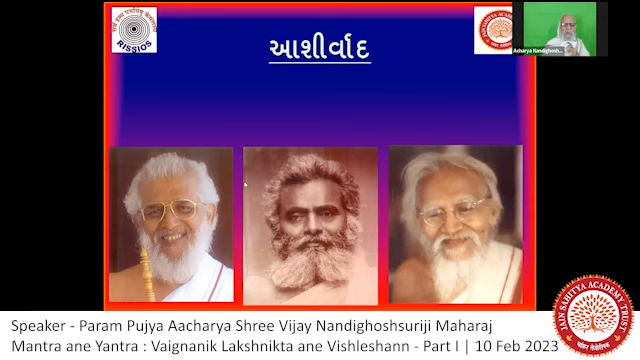 આશીર્વાદ
RISSIOS
Acharya Nandighosh...
Speaker - Param Pujya Aacharya Shree Vijay Nandighoshsuriji Maharaj
Mantra ane Yantra : Vaignanik Lakshnikta ane Vishleshann - Part I | 10 Feb 2023
JAIN SAHITYA ACADEMY TRUST